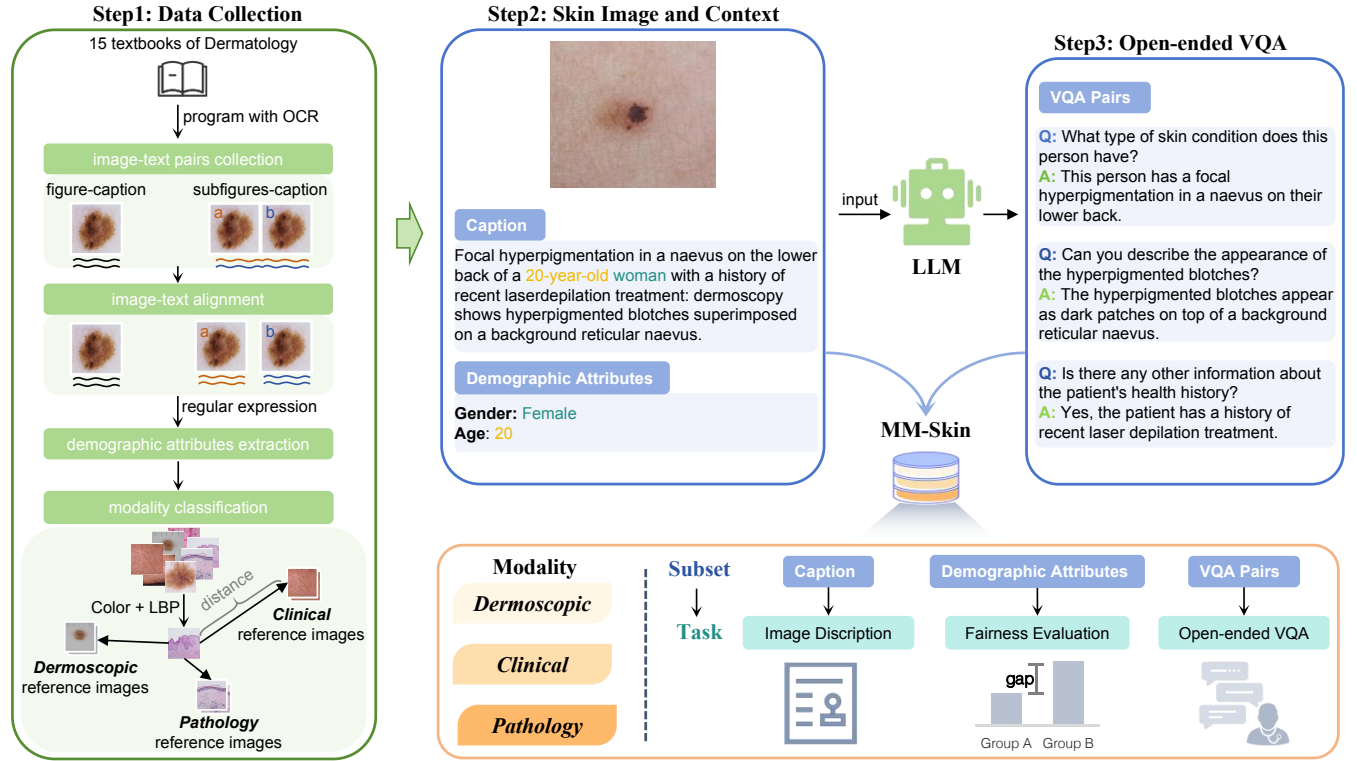 Step1: Data Collection
15 textbooks of Dermatology
program with OCR
image-text pairs collection
figure-caption
subfigures-caption
a
b
image-text alignment
a
b
regular expression
demographic attributes extraction
modality classification
Color + LBP
distance
Clinical
reference images
Dermoscopic
reference images
Pathology
reference images
Step2: Skin Image and Context
Caption
Focal hyperpigmentation in a naevus on the lower
back of a 20-year-old woman with a history of
recent laserdepilation treatment: dermoscopy
shows hyperpigmented blotches superimposed
on a background reticular naevus.
Demographic Attributes
Gender: Female
Age: 20
input
LLM
Step3: Open-ended VQA
VQA Pairs
Q: What type of skin condition does this
person have?
A: This person has a focal
hyperpigmentation in a naevus on their
lower back.
Q: Can you describe the appearance of
the hyperpigmented blotches?
A: The hyperpigmented blotches appear
as dark patches on top of a background
reticular naevus.
Q: Is there any other information about
the patient's health history?
A: Yes, the patient has a history of
recent laser depilation treatment.
MM-Skin
Modality
Dermoscopic
Clinical
Pathology
Subset
Task
Caption
Image Discription
Demographic Attributes
Fairness Evaluation
gap
Group A
Group B
VQA Pairs
Open-ended VQA